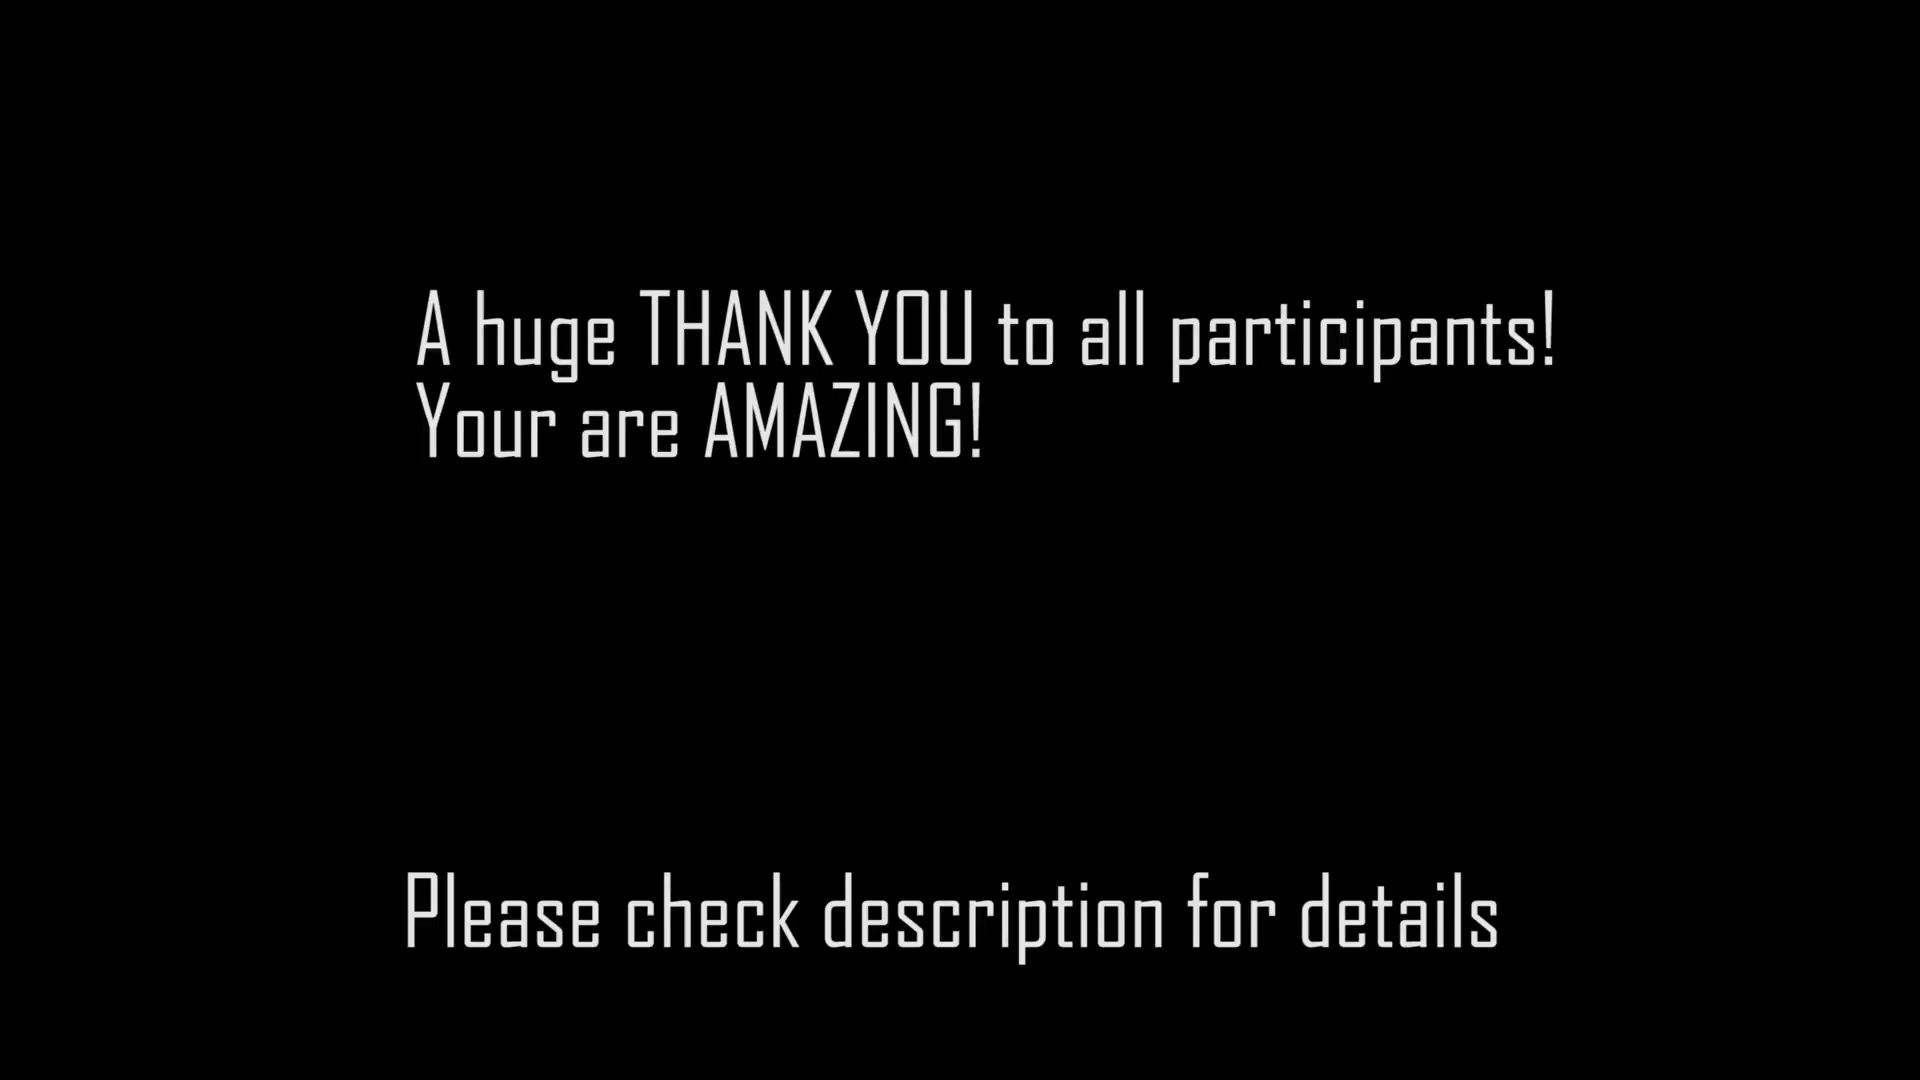 A huge THANK YOU to all participants!
Your are AMAZING!
Please check description for details